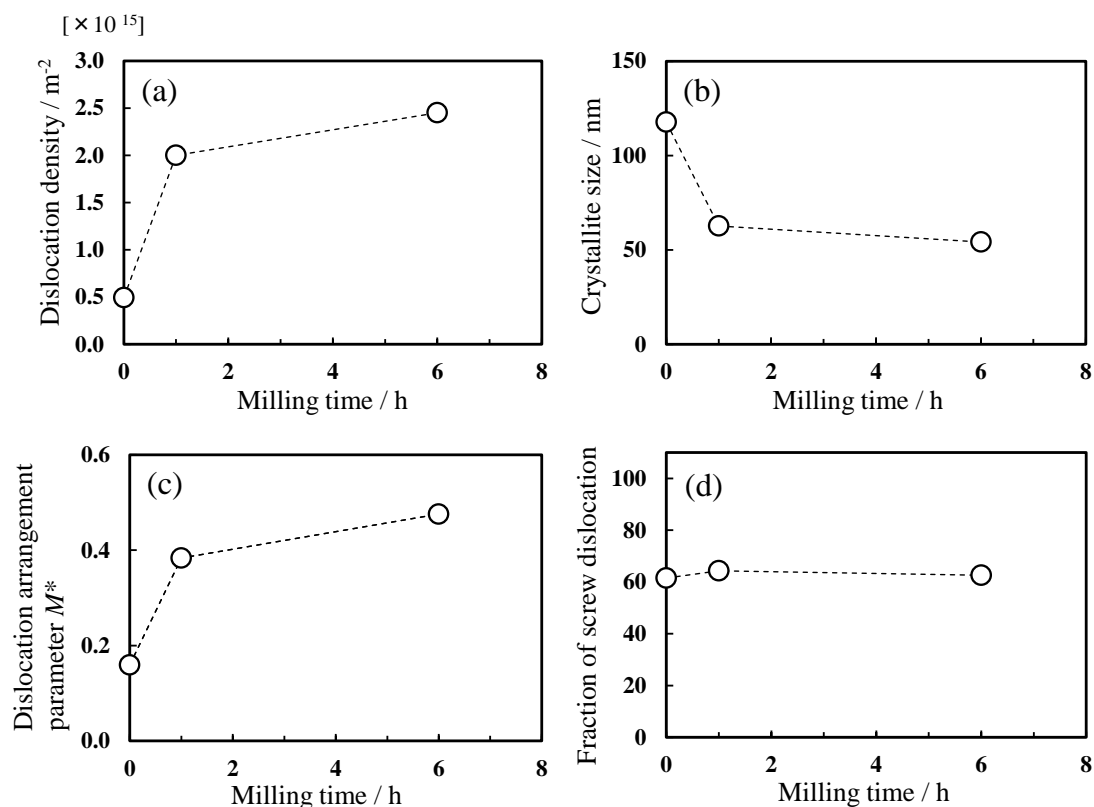 [ × 10 15]
(a)
Dislocation density / m-2
3.0
2.5
2.0
1.5
1.0
0.5
0.0
0 2 4 6 8
Milling time / h
(b)
Crystallite size / nm
150
100
50
0
0 2 4 6 8
Milling time / h
(c)
Dislocation arrangement
parameter M*
0.6
0.4
0.2
0.0
0 2 4 6 8
Milling time / h
(d)
Fraction of screw dislocation
100
80
60
40
20
0
0 2 4 6 8
Milling time / h